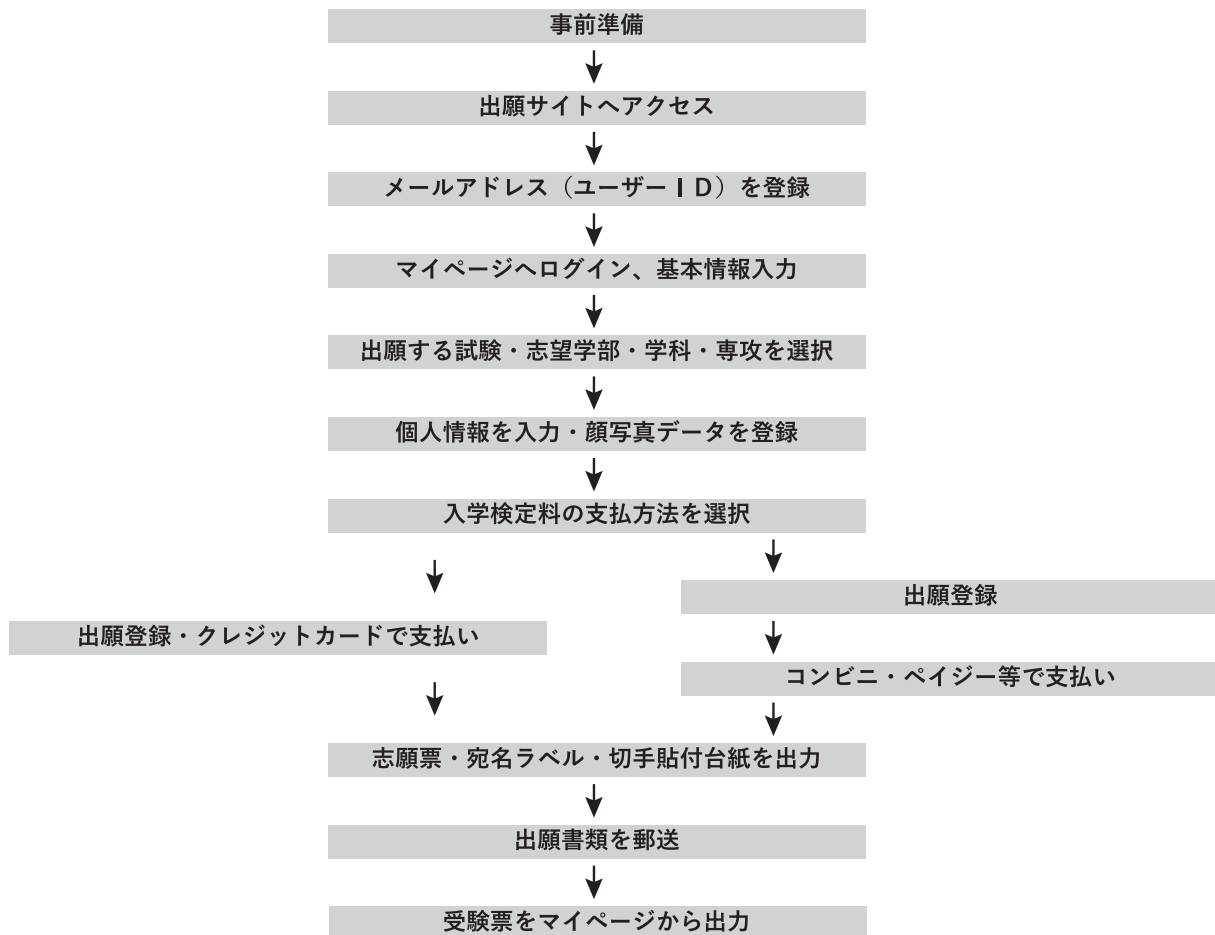 事前準備
出願サイトへアクセス
メールアドレス（ユーザーＩＤ）を登録
マイページへログイン、基本情報入力
出願する試験・志望学部・学科・専攻を選択
個人情報を入力・顔写真データを登録
入学検定料の支払方法を選択
出願登録・クレジットカードで支払い
出願登録
コンビニ・ペイジー等で支払い
志願票・宛名ラベル・切手貼付台紙を出力
出願書類を郵送
受験票をマイページから出力